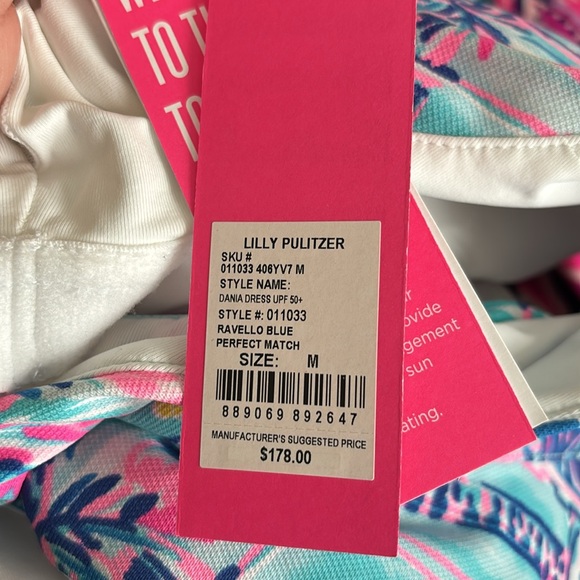 TO TH
TO
LILLY PULITZER
SKU #
011033 406YV7 M
STYLE NAME:
DANIA DRESS UPF 50+
STYLE #: 011033
RAVELLO BLUE
PERFECT MATCH
SIZE: M
889069 892647
MANUFACTURER'S SUGGESTED PRICE
$178.00
ovide
gement
sun
ating.